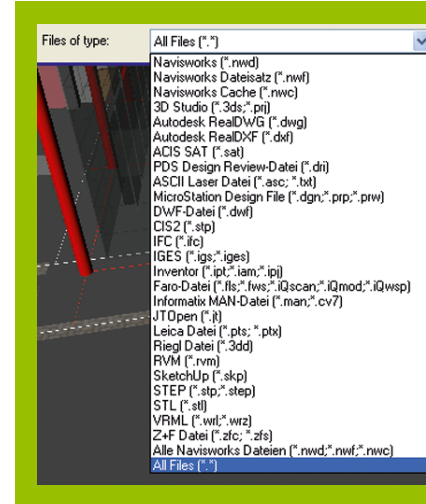 Files of type:
All Files (*.*)
Navisworks (*.nwd)
Navisworks Dateisatz (*.nwf)
Navisworks Cache (*.nwc)
3D Studio (*.3ds;*.prj)
Autodesk RealDWG (*.dwg)
Autodesk RealDXF (*.dxf)
ACIS SAT (*.sat)
PDS Design Review-Datei (*.dri)
ASCII Laser Datei (*.asc; *.txt)
MicroStation Design File (*.dgn;*.prp;*.prw)
DWF-Datei (*.dwf)
CIS2 (*.stp)
IFC (*.ifc)
IGES (*.igs;*.iges)
Inventor (*.ipt;*.iam;*.ipj)
Faro-Datei (*.fls;*.fws;*.iQscan;*.iQmod;*.iQwsp)
Informatix MAN-Datei (*.man;*.cv7)
JTOpen (*.jt)
Leica Datei (*.pts; *.ptx)
Riegl Datei (*.3dd)
RVM (*.rvm)
SketchUp (*.skp)
STEP (*.stp;*.step)
STL (*.stl)
VRML (*.wrl;*.wrz)
Z+F Datei (*.zfc; *.zfs)
Alle Navisworks Dateien (*.nwd;*.nwf;*.nwc)
All Files (*.*)